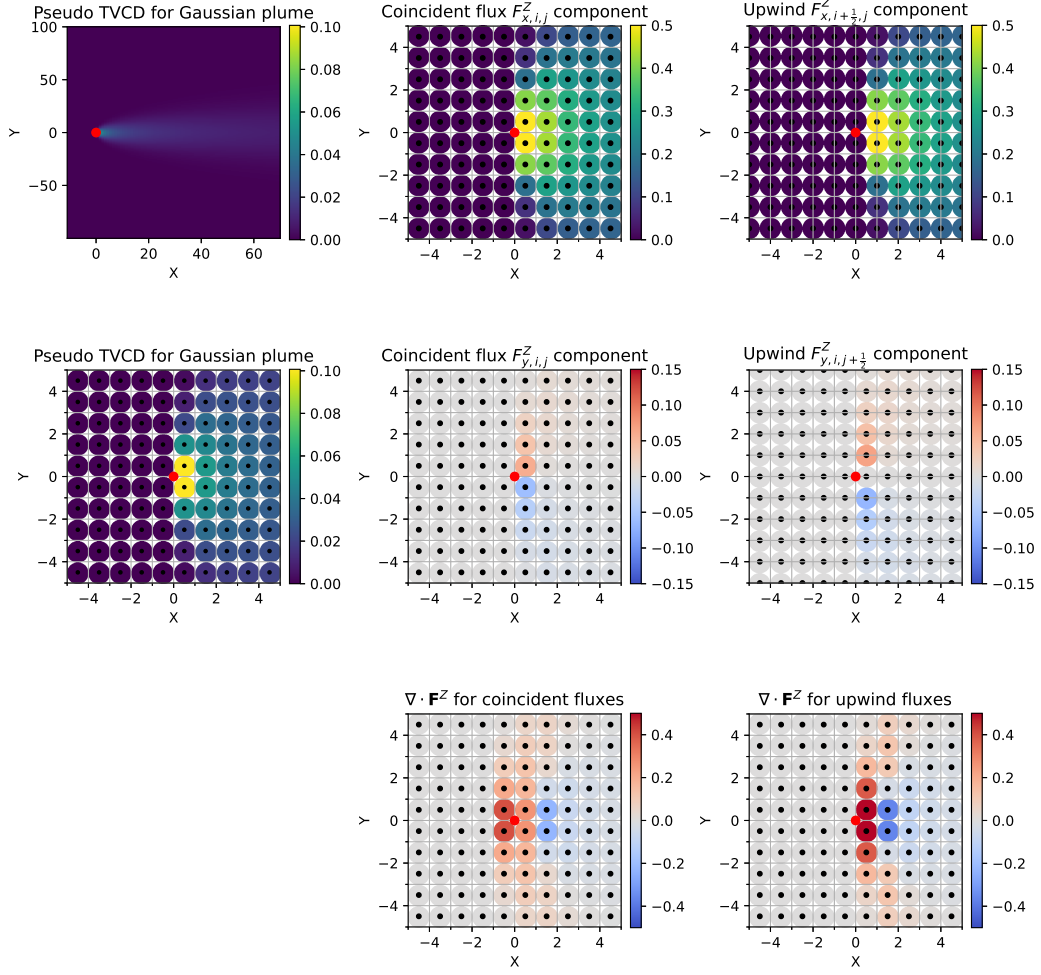 Pseudo TVCD for Gaussian plume
100
50
0
−50
Y
0 20 40 60
X
0.10
0.08
0.06
0.04
0.02
0.00
Coincident flux $F^{Z}_{x,i,j}$ component
4
2
0
−2
−4
Y
−4 −2 0 2 4
X
0.5
0.4
0.3
0.2
0.1
0.0
Upwind $F^{Z}_{x,i+\frac{1}{2},j}$ component
4
2
0
−2
−4
Y
−4 −2 0 2 4
X
0.5
0.4
0.3
0.2
0.1
0.0
Pseudo TVCD for Gaussian plume
4
2
0
−2
−4
Y
−4 −2 0 2 4
X
0.10
0.08
0.06
0.04
0.02
0.00
Coincident flux $F^{Z}_{y,i,j}$ component
4
2
0
−2
−4
Y
−4 −2 0 2 4
X
0.15
0.10
0.05
0.00
−0.05
−0.10
−0.15
Upwind $F^{Z}_{y,i,j+\frac{1}{2}}$ component
4
2
0
−2
−4
Y
−4 −2 0 2 4
X
0.15
0.10
0.05
0.00
−0.05
−0.10
−0.15
∇ · $\mathbf{F}^{Z}$ for coincident fluxes
4
2
0
−2
−4
Y
−4 −2 0 2 4
X
0.4
0.2
0.0
−0.2
−0.4
∇ · $\mathbf{F}^{Z}$ for upwind fluxes
4
2
0
−2
−4
Y
−4 −2 0 2 4
X
0.4
0.2
0.0
−0.2
−0.4